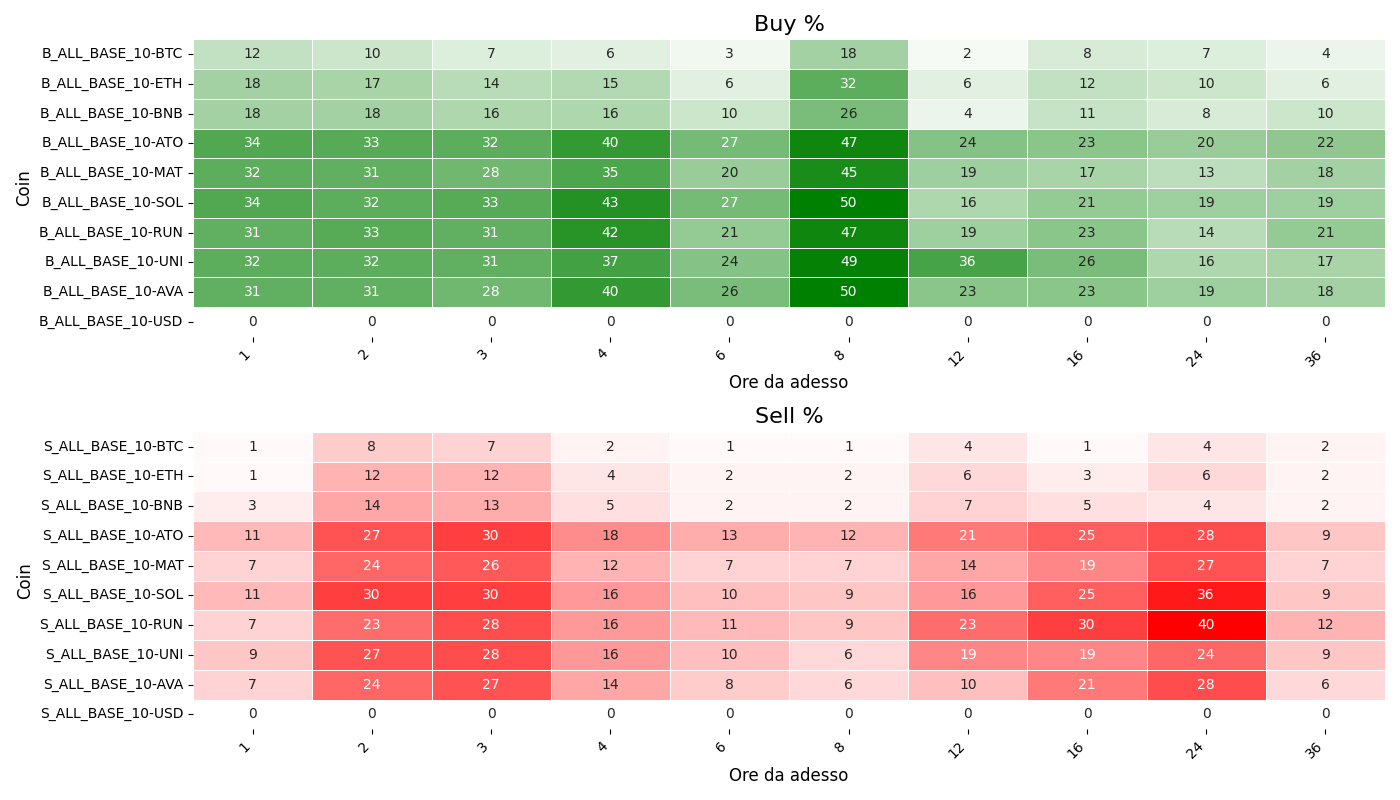 Buy %
Coin
B_ALL_BASE_10-BTC 12 10 7 6 3 18 2 8 7 4
B_ALL_BASE_10-ETH 18 17 14 15 6 32 6 12 10 6
B_ALL_BASE_10-BNB 18 18 16 16 10 26 4 11 8 10
B_ALL_BASE_10-ATO 34 33 32 40 27 47 24 23 20 22
B_ALL_BASE_10-MAT 32 31 28 35 20 45 19 17 13 18
B_ALL_BASE_10-SOL 34 32 33 43 27 50 16 21 19 19
B_ALL_BASE_10-RUN 31 33 31 42 21 47 19 23 14 21
B_ALL_BASE_10-UNI 32 32 31 37 24 49 36 26 16 17
B_ALL_BASE_10-AVA 31 31 28 40 26 50 23 23 19 18
B_ALL_BASE_10-USD 0 0 0 0 0 0 0 0 0 0
1 2 3 4 6 8 12 16 24 36
Ore da adesso
Sell %
Coin
S_ALL_BASE_10-BTC 1 8 7 2 1 1 4 1 4 2
S_ALL_BASE_10-ETH 1 12 12 4 2 2 6 3 6 2
S_ALL_BASE_10-BNB 3 14 13 5 2 2 7 5 4 2
S_ALL_BASE_10-ATO 11 27 30 18 13 12 21 25 28 9
S_ALL_BASE_10-MAT 7 24 26 12 7 7 14 19 27 7
S_ALL_BASE_10-SOL 11 30 30 16 10 9 16 25 36 9
S_ALL_BASE_10-RUN 7 23 28 16 11 9 23 30 40 12
S_ALL_BASE_10-UNI 9 27 28 16 10 6 19 19 24 9
S_ALL_BASE_10-AVA 7 24 27 14 8 6 10 21 28 6
S_ALL_BASE_10-USD 0 0 0 0 0 0 0 0 0 0
1 2 3 4 6 8 12 16 24 36
Ore da adesso